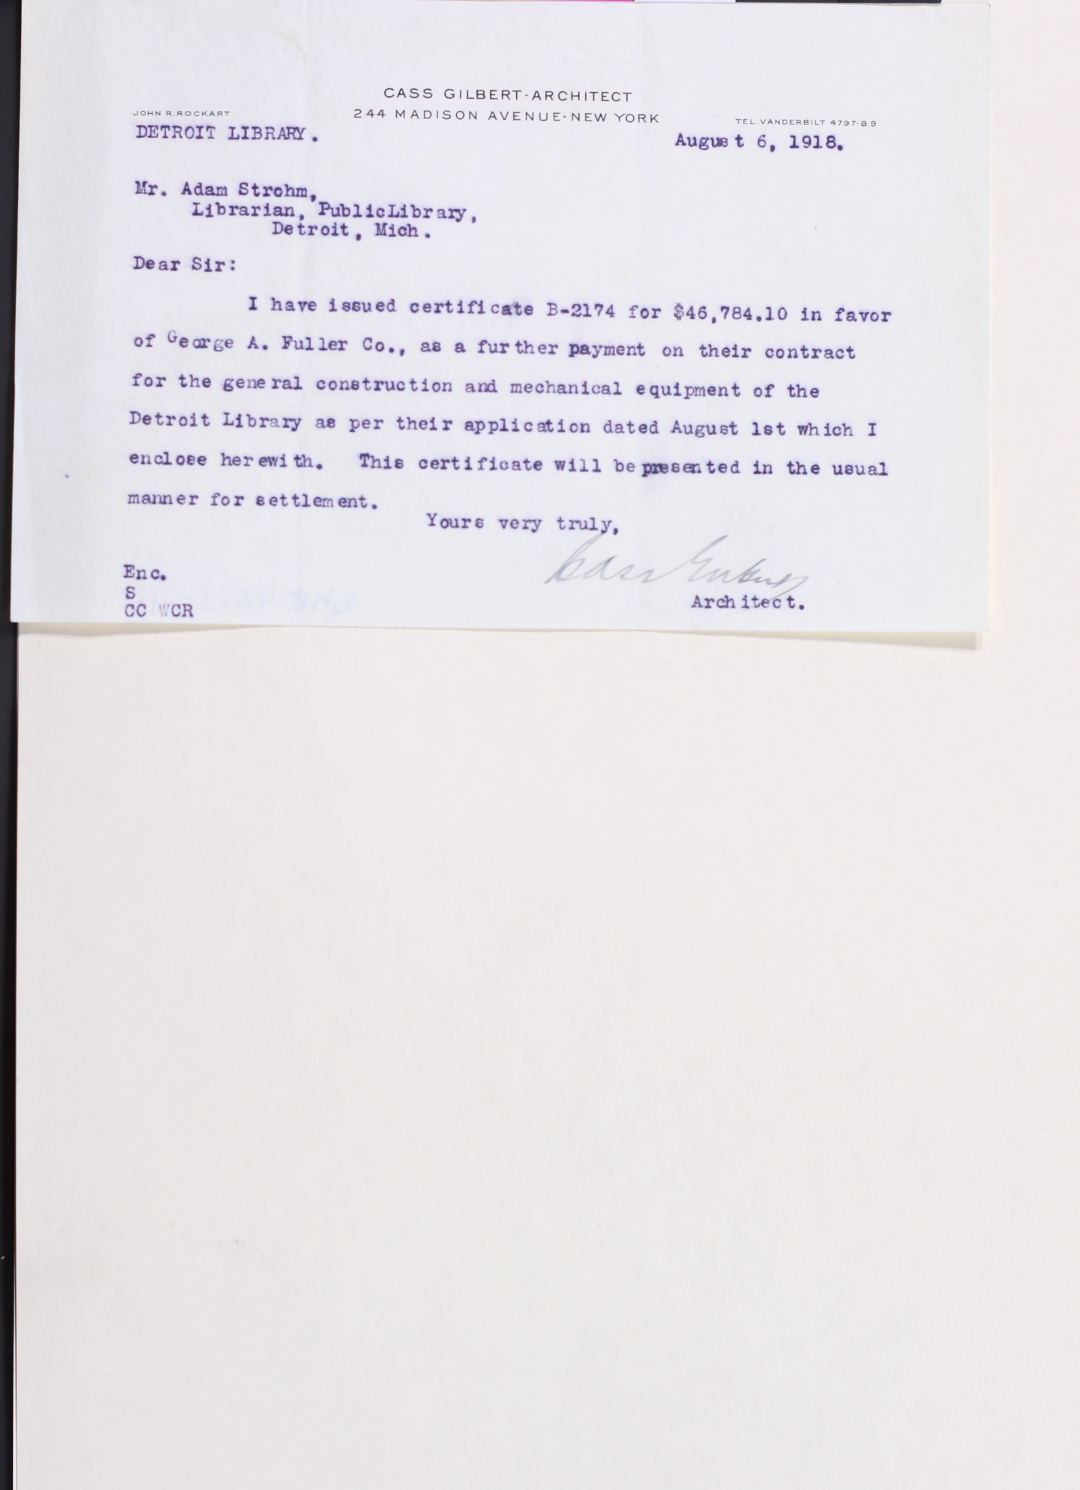 CASS GILBERT·ARCHITECT
244 MADISON AVENUE·NEW YORK
JOHN R. ROCKART
TEL. VANDERBILT 4797-8-9
DETROIT LIBRARY.
August 6, 1918.
Mr. Adam Strohm,
Librarian, PublicLibrary,
Detroit, Mich.
Dear Sir:
I have issued certificate B-2174 for $46,784.10 in favor
of George A. Fuller Co., as a further payment on their contract
for the general construction and mechanical equipment of the
Detroit Library as per their application dated August 1st which I
enclose herewith. This certificate will be presented in the usual
manner for settlement.
Yours very truly,
Cass Gilbert
Architect.
Enc.
S
CC WCR